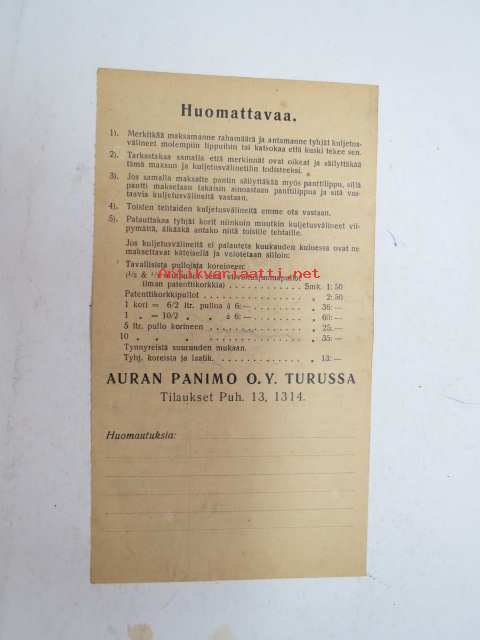 Huomattavaa.
1). Merkitkää maksamanne rahamäärä ja antamanne tyhjät kuljetus-
välineet molempiin lippuihin tai katsokaa että kuski tekee sen.
2). Tarkastakaa samalla että merkinnät ovat oikeat ja säilyttäkää
tämä maksun ja kuljetusvälinetilin todisteeksi.
3). Jos samalla maksatte pantin säilyttäkää myös panttilippu, sillä
pantti maksetaan takaisin ainoastaan panttilippua ja sitä vas-
taavia kuljetusvälineitä vastaan.
4). Toisten tehtaiden kuljetusvälineitä emme ota vastaan.
5). Palauttakaa tyhjät korit niinkuin muutkin kuljetusvälineet vii-
pymättä, älkääskä antako niitä toisille tehtaille.
Jos kuljetusvälineitä ei palauteta kuukauden kuluessa ovat ne
maksettavat käteisellä ja velotetaan silloin:
Tavallisista pulloista koreineen:
ilman patenttikorkkia) Smk. 1:50
Patenttikorkkipullot „ 2:50
1 kori = 6/2 ltr. pulloa á 6:— „ 36:—
1 „ = 10/2 „ „ á 6:— „ 60:—
5 ltr. pullo korineen „ 25:—
10 „ „ „ „ 35:—
Tynnyreistä suuruuden mukaan.
Tyhj. koreista ja laatik. „ 13:—
AURAN PANIMO O.Y. TURUSSA
Tilaukset Puh. 13, 1314.
Huomautuksia:
Antikvariaatti.net